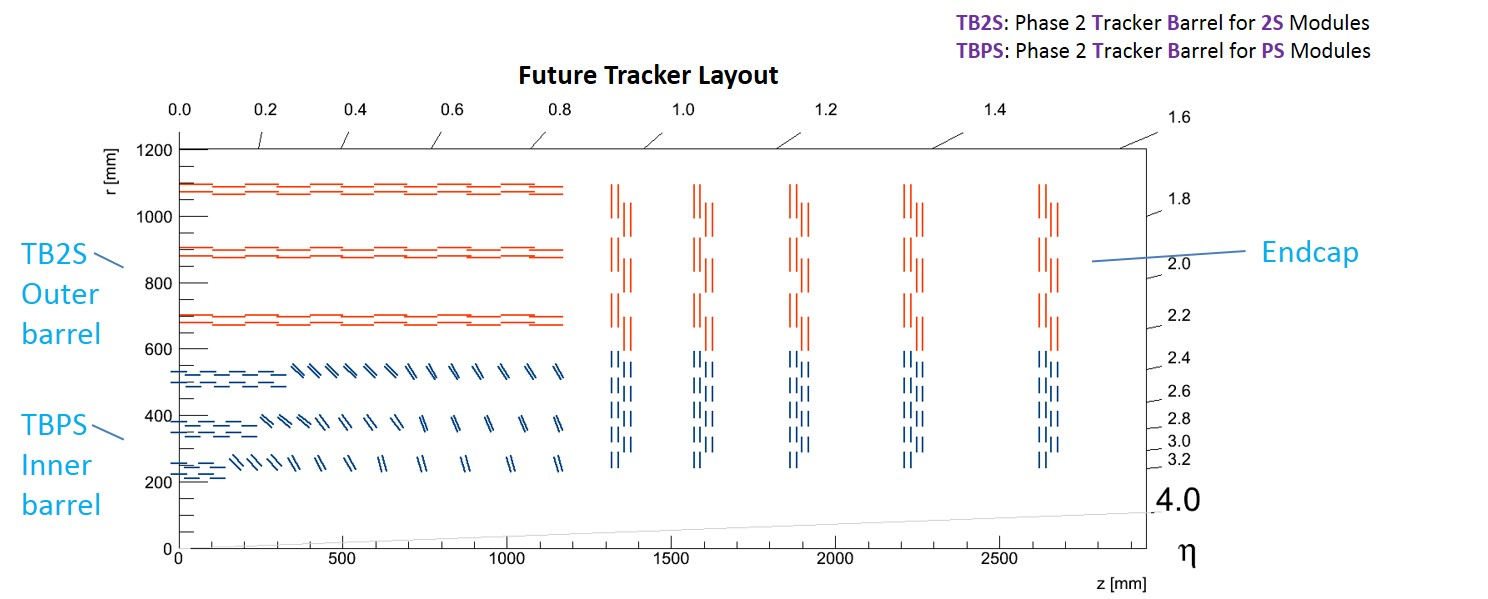 TB2S: Phase 2 Tracker Barrel for 2S Modules
TBPS: Phase 2 Tracker Barrel for PS Modules
Future Tracker Layout
0.0 0.2 0.4 0.6 0.8 1.0 1.2 1.4 1.6
1.8
2.0
2.2
2.4
2.6
2.8
3.0
3.2
4.0
η
r [mm]
1200
1000
800
600
400
200
0
0 500 1000 1500 2000 2500
z [mm]
TB2S
Outer
barrel
TBPS
Inner
barrel
Endcap